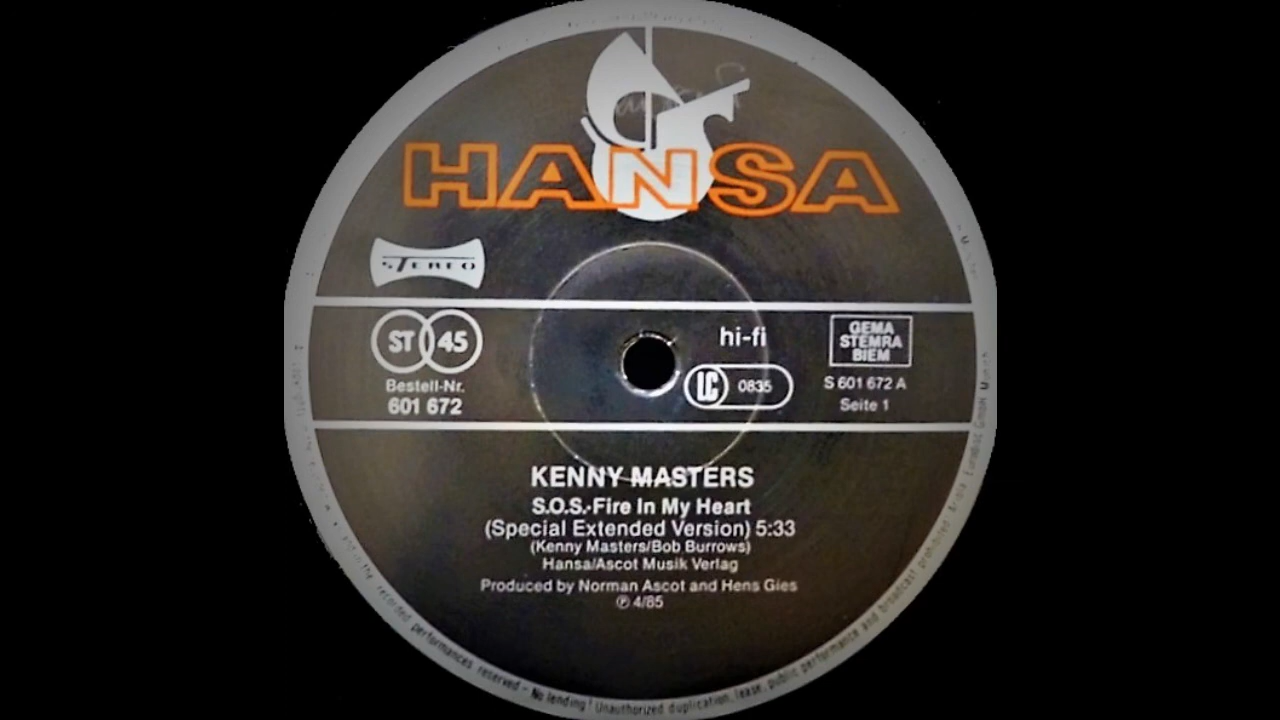 HANSA
STEREO
ST 45
Bestell-Nr.
601 672
hi-fi
LC 0835
GEMA
STEMRA
BIEM
S 601 672 A
Seite 1
KENNY MASTERS
S.O.S.-Fire In My Heart
(Special Extended Version) 5:33
(Kenny Masters/Bob Burrows)
Hansa/Ascot Musik Verlag
Produced by Norman Ascot and Hens Gies
℗ 4/85
recorded performances reserved - No lending! Unauthorized duplication, lease, public performance and broadcast prohibited